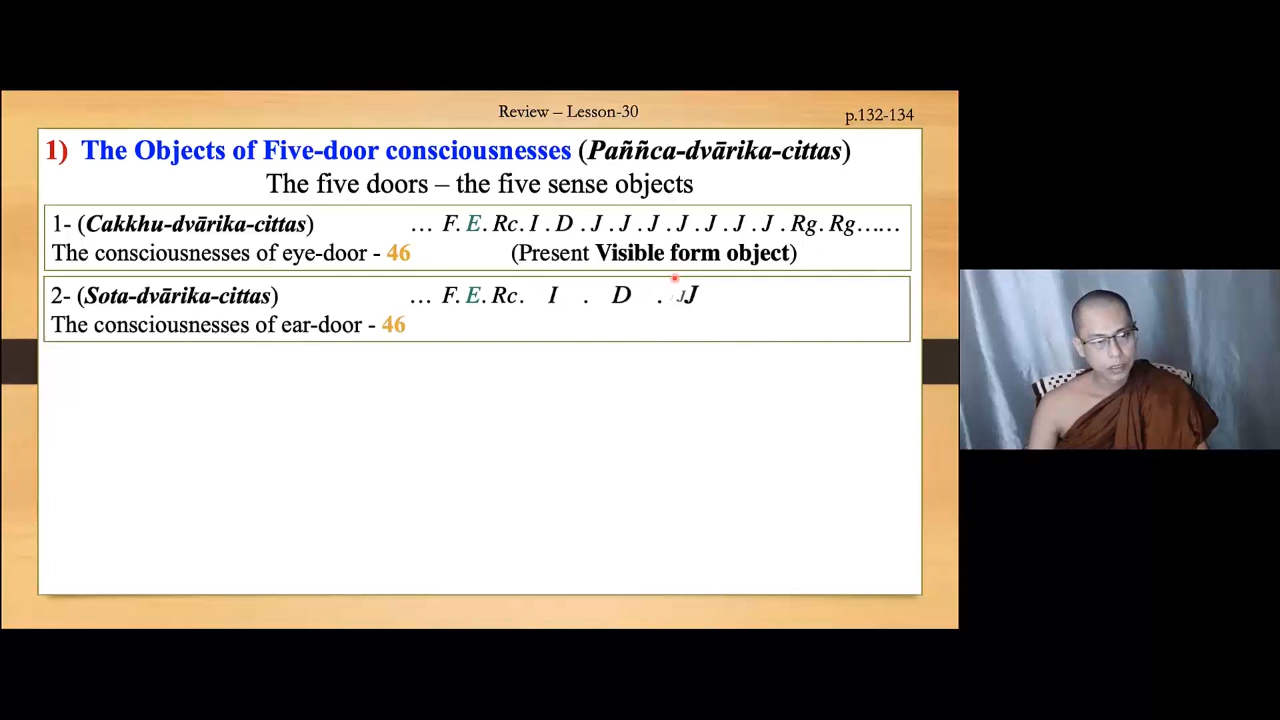 Review – Lesson-30
p.132-134
1) The Objects of Five-door consciousnesses (Paññca-dvārika-cittas)
The five doors – the five sense objects
1- (Cakkhu-dvārika-cittas) … F. E. Rc. I . D . J . J . J . J . J . J . J . Rg. Rg……
The consciousnesses of eye-door - 46 (Present Visible form object)
2- (Sota-dvārika-cittas) … F. E. Rc. I . D . J
The consciousnesses of ear-door - 46